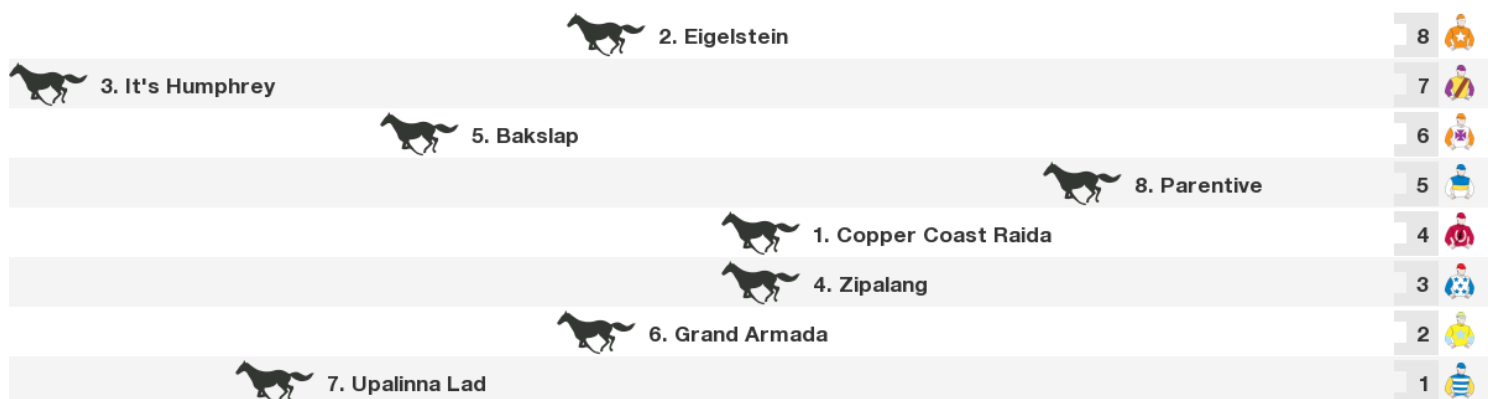 2. Eigelstein 8
3. It's Humphrey 7
5. Bakslap 6
8. Parentive 5
1. Copper Coast Raida 4
4. Zipalang 3
6. Grand Armada 2
7. Upalinna Lad 1